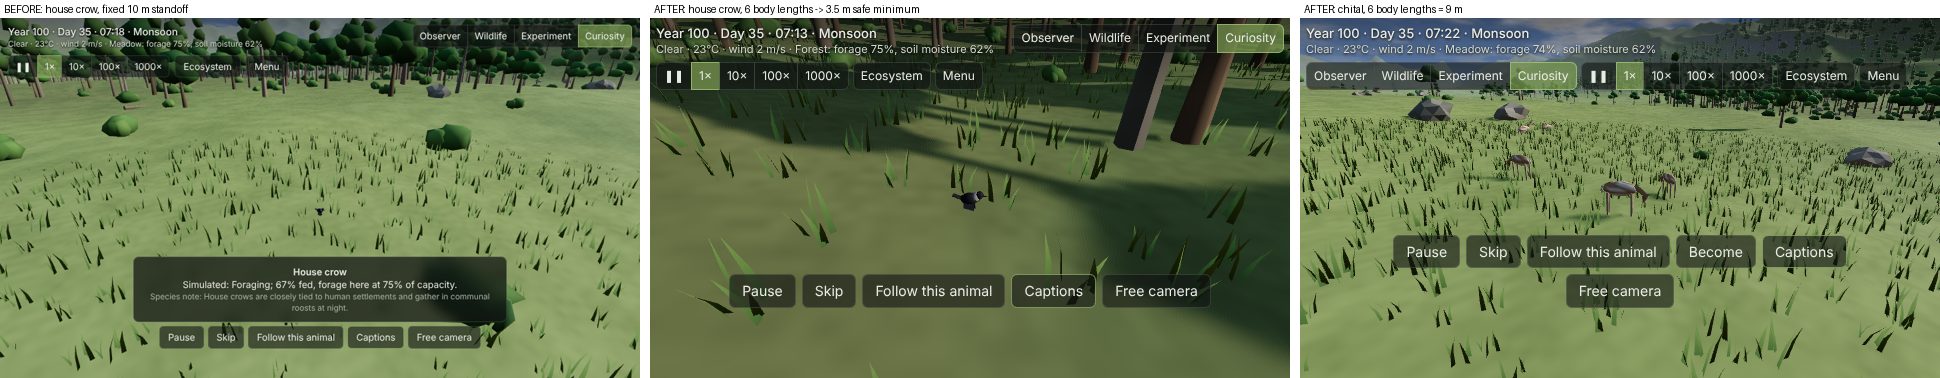 BEFORE: house crow, fixed 10 m standoff
Year 100 · Day 35 · 07:18 · Monsoon
Clear · 23°C · wind 2 m/s · Meadow: forage 75%, soil moisture 62%
Observer Wildlife Experiment Curiosity
1× 10× 100× 1000× Ecosystem Menu
House crow
Simulated: Foraging; 67% fed, forage here at 75% of capacity.
Species note: House crows are closely tied to human settlements and gather in communal
roosts at night.
Pause Skip Follow this animal Captions Free camera
AFTER: house crow, 6 body lengths -> 3.5 m safe minimum
Year 100 · Day 35 · 07:13 · Monsoon
Clear · 23°C · wind 2 m/s · Forest: forage 75%, soil moisture 62%
Observer Wildlife Experiment Curiosity
1× 10× 100× 1000× Ecosystem Menu
Pause Skip Follow this animal Captions Free camera
AFTER: chital, 6 body lengths = 9 m
Year 100 · Day 35 · 07:22 · Monsoon
Clear · 23°C · wind 2 m/s · Meadow: forage 74%, soil moisture 62%
Observer Wildlife Experiment Curiosity 1× 10× 100× 1000× Ecosystem Menu
Pause Skip Follow this animal Become Captions
Free camera